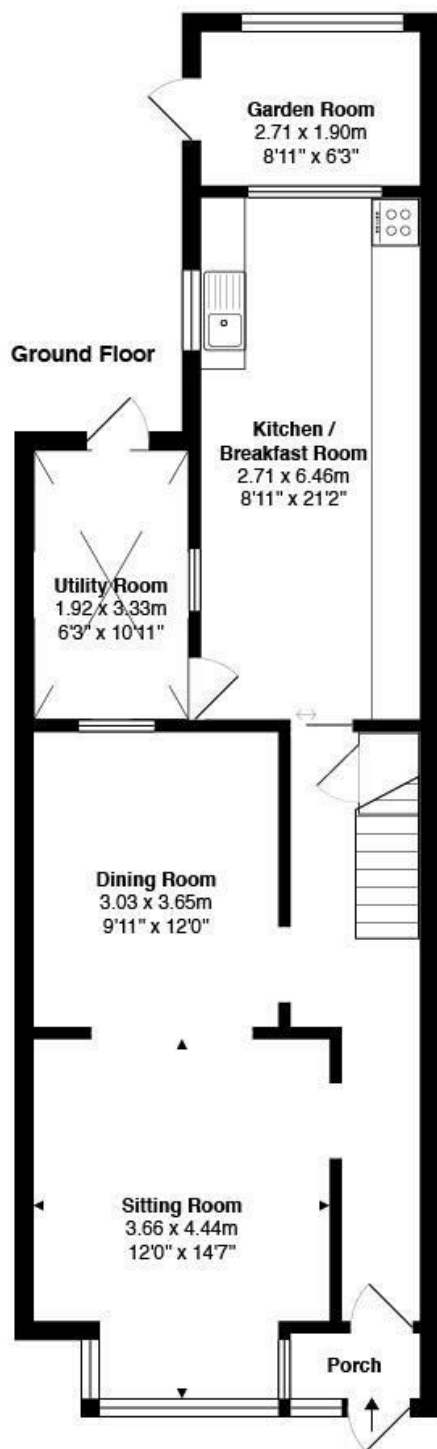 Garden Room
2.71 x 1.90m
8'11" x 6'3"
Ground Floor
Kitchen /
Breakfast Room
2.71 x 6.46m
8'11" x 21'2"
Utility Room
1.92 x 3.33m
6'3" x 10'11"
Dining Room
3.03 x 3.65m
9'11" x 12'0"
Sitting Room
3.66 x 4.44m
12'0" x 14'7"
Porch